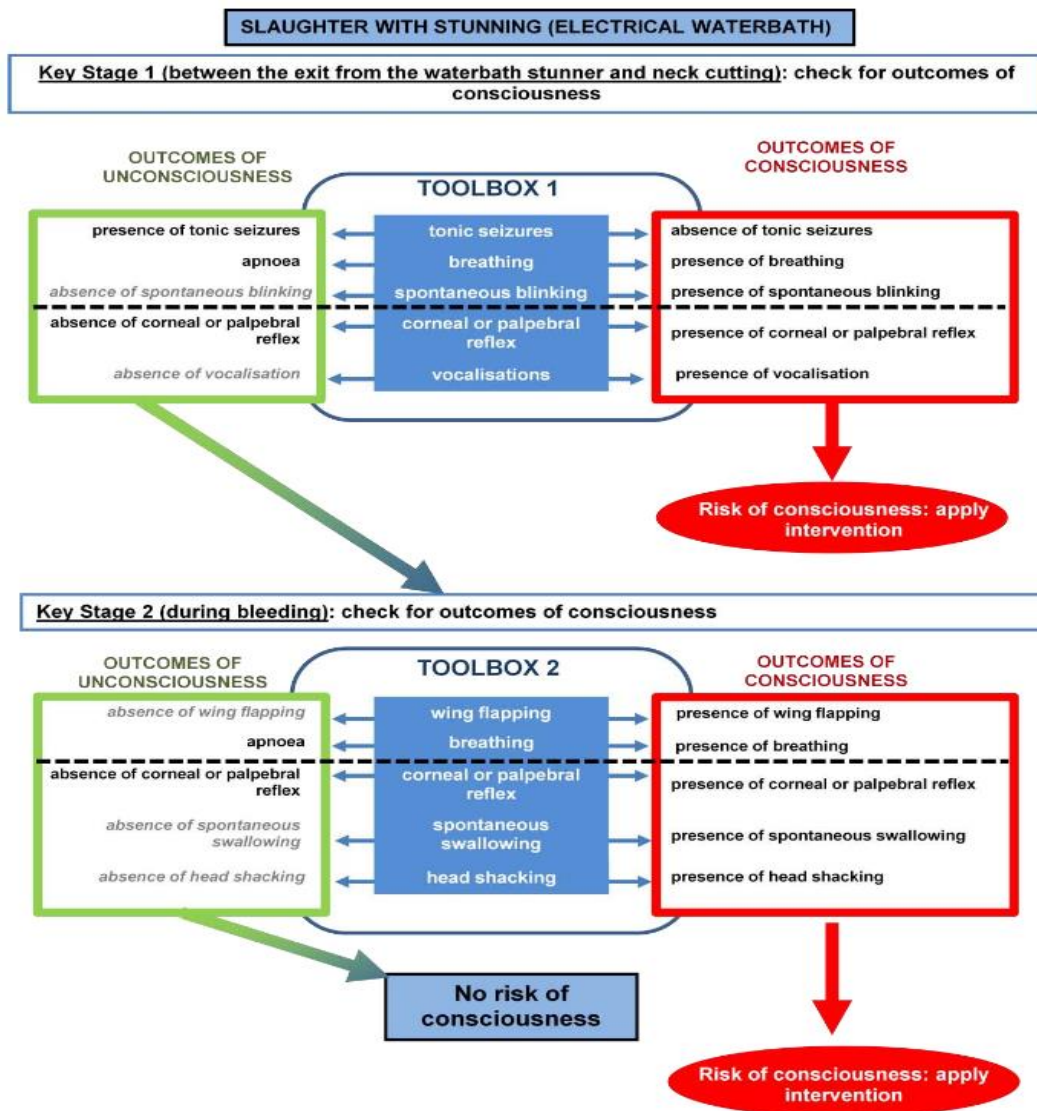 SLAUGHTER WITH STUNNING (ELECTRICAL WATERBATH)
Key Stage 1 (between the exit from the waterbath stunner and neck cutting): check for outcomes of
consciousness
OUTCOMES OF
UNCONSCIOUSNESS
TOOLBOX 1
OUTCOMES OF
CONSCIOUSNESS
presence of tonic seizures
tonic seizures
absence of tonic seizures
apnoea
breathing
presence of breathing
absence of spontaneous blinking
spontaneous blinking
presence of spontaneous blinking
absence of corneal or palpebral
reflex
corneal or palpebral
reflex
presence of corneal or palpebral reflex
absence of vocalisation
vocalisations
presence of vocalisation
Risk of consciousness: apply
intervention
Key Stage 2 (during bleeding): check for outcomes of consciousness
OUTCOMES OF
UNCONSCIOUSNESS
TOOLBOX 2
OUTCOMES OF
CONSCIOUSNESS
absence of wing flapping
wing flapping
presence of wing flapping
apnoea
breathing
presence of breathing
absence of corneal or palpebral
reflex
corneal or palpebral
reflex
presence of corneal or palpebral reflex
absence of spontaneous
swallowing
spontaneous
swallowing
presence of spontaneous swallowing
absence of head shacking
head shacking
presence of head shacking
No risk of
consciousness
Risk of consciousness: apply
intervention